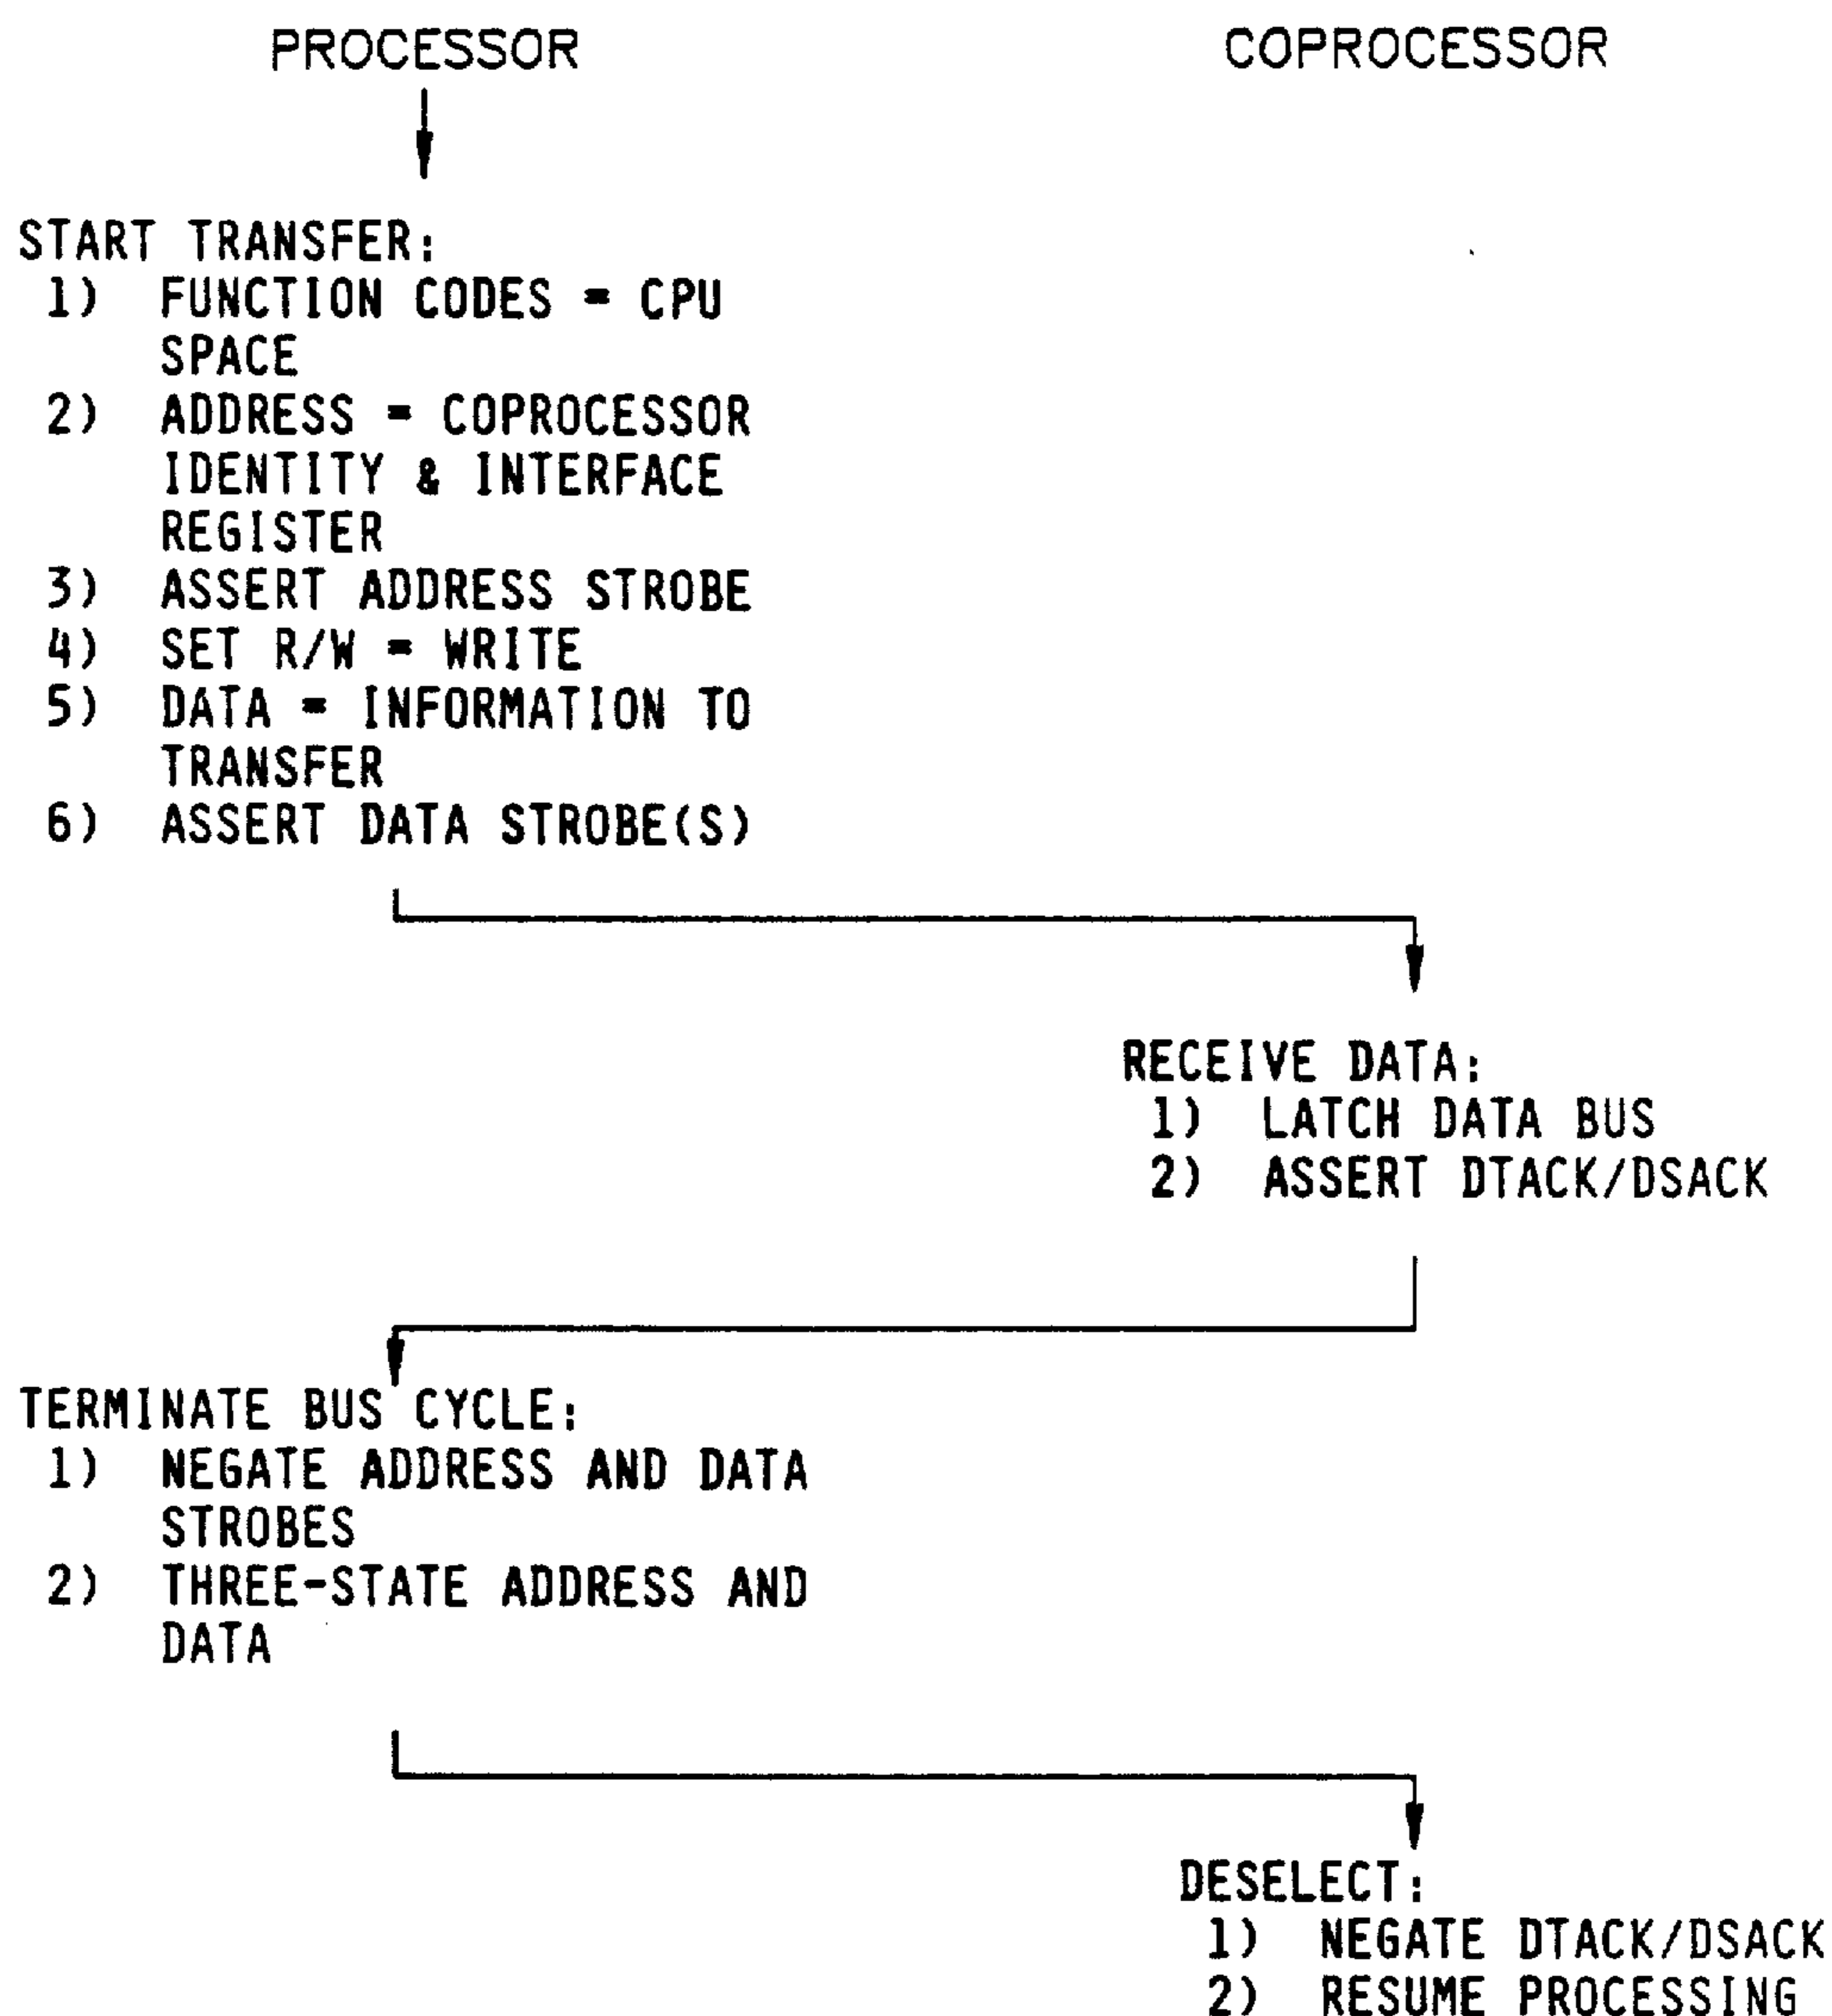 PROCESSOR
COPROCESSOR
START TRANSFER:
1) FUNCTION CODES = CPU
SPACE
2) ADDRESS = COPROCESSOR
IDENTITY & INTERFACE
REGISTER
3) ASSERT ADDRESS STROBE
4) SET R/W = WRITE
5) DATA = INFORMATION TO
TRANSFER
6) ASSERT DATA STROBE(S)
RECEIVE DATA:
1) LATCH DATA BUS
2) ASSERT DTACK/DSACK
TERMINATE BUS CYCLE:
1) NEGATE ADDRESS AND DATA
STROBES
2) THREE-STATE ADDRESS AND
DATA
DESELECT:
1) NEGATE DTACK/DSACK
2) RESUME PROCESSING